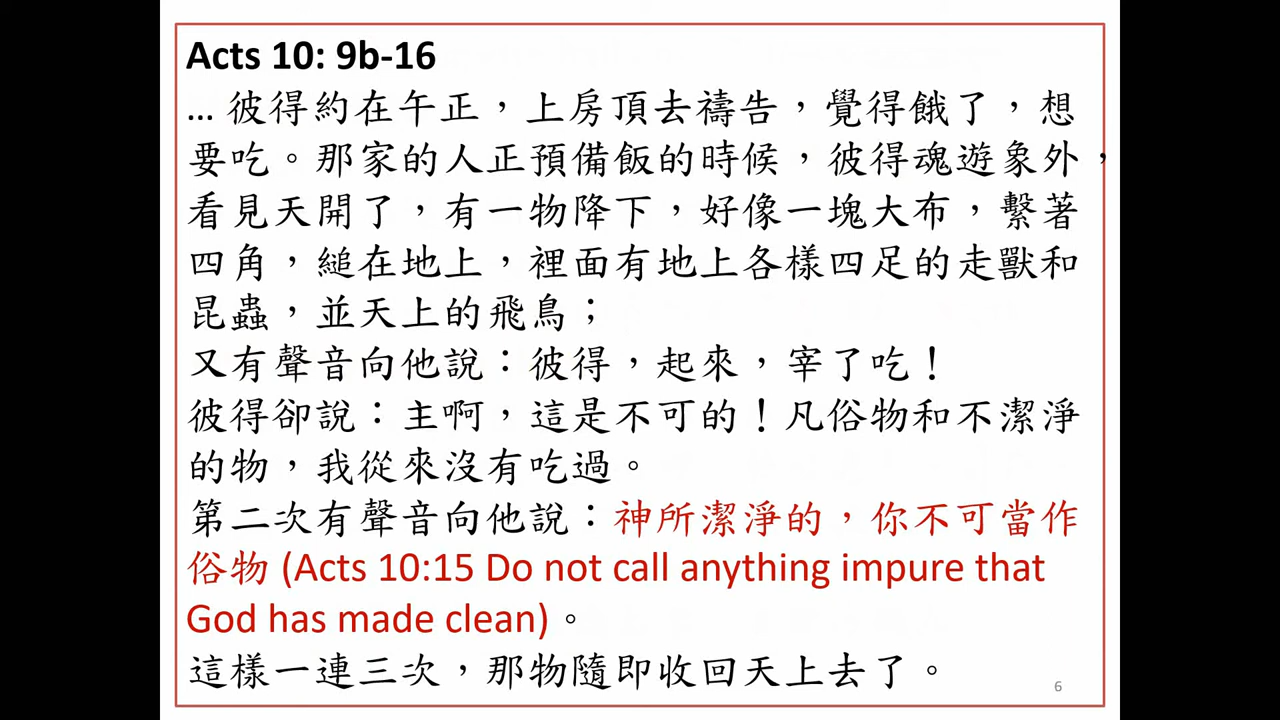 Acts 10: 9b-16
... 彼得約在午正，上房頂去禱告，覺得餓了，想
要吃。那家的人正預備飯的時候，彼得魂遊象外，
看見天開了，有一物降下，好像一塊大布，繫著
四角，縋在地上，裡面有地上各樣四足的走獸和
昆蟲，並天上的飛鳥；
又有聲音向他說：彼得，起來，宰了吃！
彼得卻說：主啊，這是不可的！凡俗物和不潔淨
的物，我從來沒有吃過。
第二次有聲音向他說：神所潔淨的，你不可當作
俗物 (Acts 10:15 Do not call anything impure that
God has made clean)。
這樣一連三次，那物隨即收回天上去了。
6